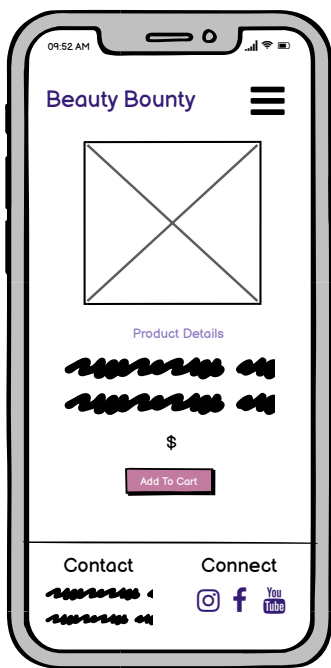 09:52 AM
Beauty Bounty
Product Details
$
Add To Cart
Contact
Connect
You
Tube